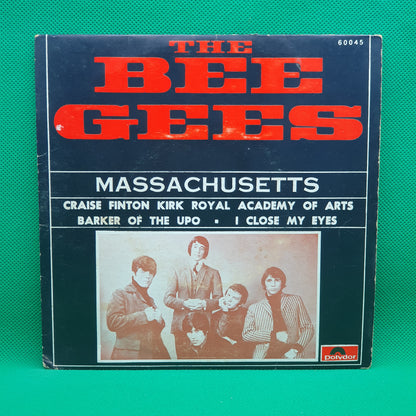 THE
60045
BEE
GEES
MASSACHUSETTS
CRAISE FINTON KIRK ROYAL ACADEMY OF ARTS
BARKER OF THE UPO • I CLOSE MY EYES
Polydor